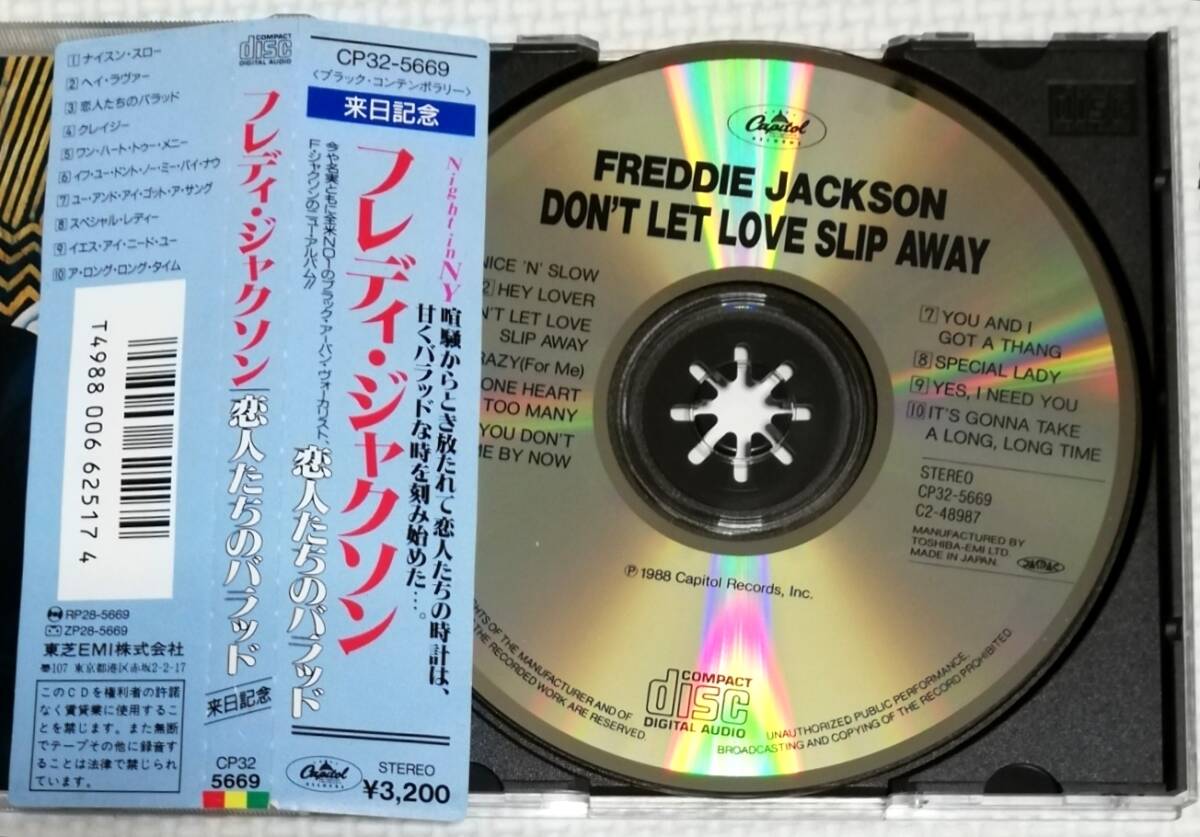 1 ナイスン・スロー
2 ヘイ・ラヴァー
3 恋人たちのバラッド
4 クレイジー
5 ワン・ハート・トゥー・メニー
6 イフ・ユー・ドント・ノー・ミー・バイ・ナウ
7 ユー・アンド・アイ・ゴット・ア・サング
8 スペシャル・レディー
9 イエス・アイ・ニード・ユー
10 ア・ロング・ロング・タイム
T4988 006 62517 4
RP28-5669
ZP28-5669
東芝EMI株式会社
〠107 東京都港区赤坂2-2-17
このCDを権利者の許諾
なく賃貸業に使用するこ
とを禁じます。また無断
でテープその他に録音す
ることは法律で禁じられ
ています。
COMPACT
disc
DIGITAL AUDIO
フレディ・ジャクソン
恋人たちのバラッド
来日記念
CP32
5669
CP32-5669
〈ブラック・コンテンポラリー〉
来日記念
Night in NY
喧騒からとき放たれて恋人たちの時計は、
甘くバラッドな時を刻み始めた…。
フレディ・ジャクソン
今や名実ともに全米NO1のブラック・アーバン・ヴォーカリスト、
F・ジャクソンのニュー・アルバム!!
恋人たちのバラッド
Capitol
RECORDS
STEREO
¥3,200
Capitol
FREDDIE JACKSON
DON'T LET LOVE SLIP AWAY
NICE 'N' SLOW
2 HEY LOVER
N'T LET LOVE
SLIP AWAY
RAZY(For Me)
ONE HEART
TOO MANY
YOU DON'T
ME BY NOW
7 YOU AND I
GOT A THANG
8 SPECIAL LADY
9 YES, I NEED YOU
10 IT'S GONNA TAKE
A LONG, LONG TIME
STEREO
CP32-5669
C2-48987
MANUFACTURED BY
TOSHIBA-EMI LTD.
MADE IN JAPAN.
Ⓟ1988 Capitol Records, Inc.
COMPACT
disc
DIGITAL AUDIO
GHTS OF THE MANUFACTURER AND OF
THE RECORDED WORK ARE RESERVED.
UNAUTHORIZED PUBLIC PERFORMANCE,
BROADCASTING AND COPYING OF THE RECORD PROHIBITED